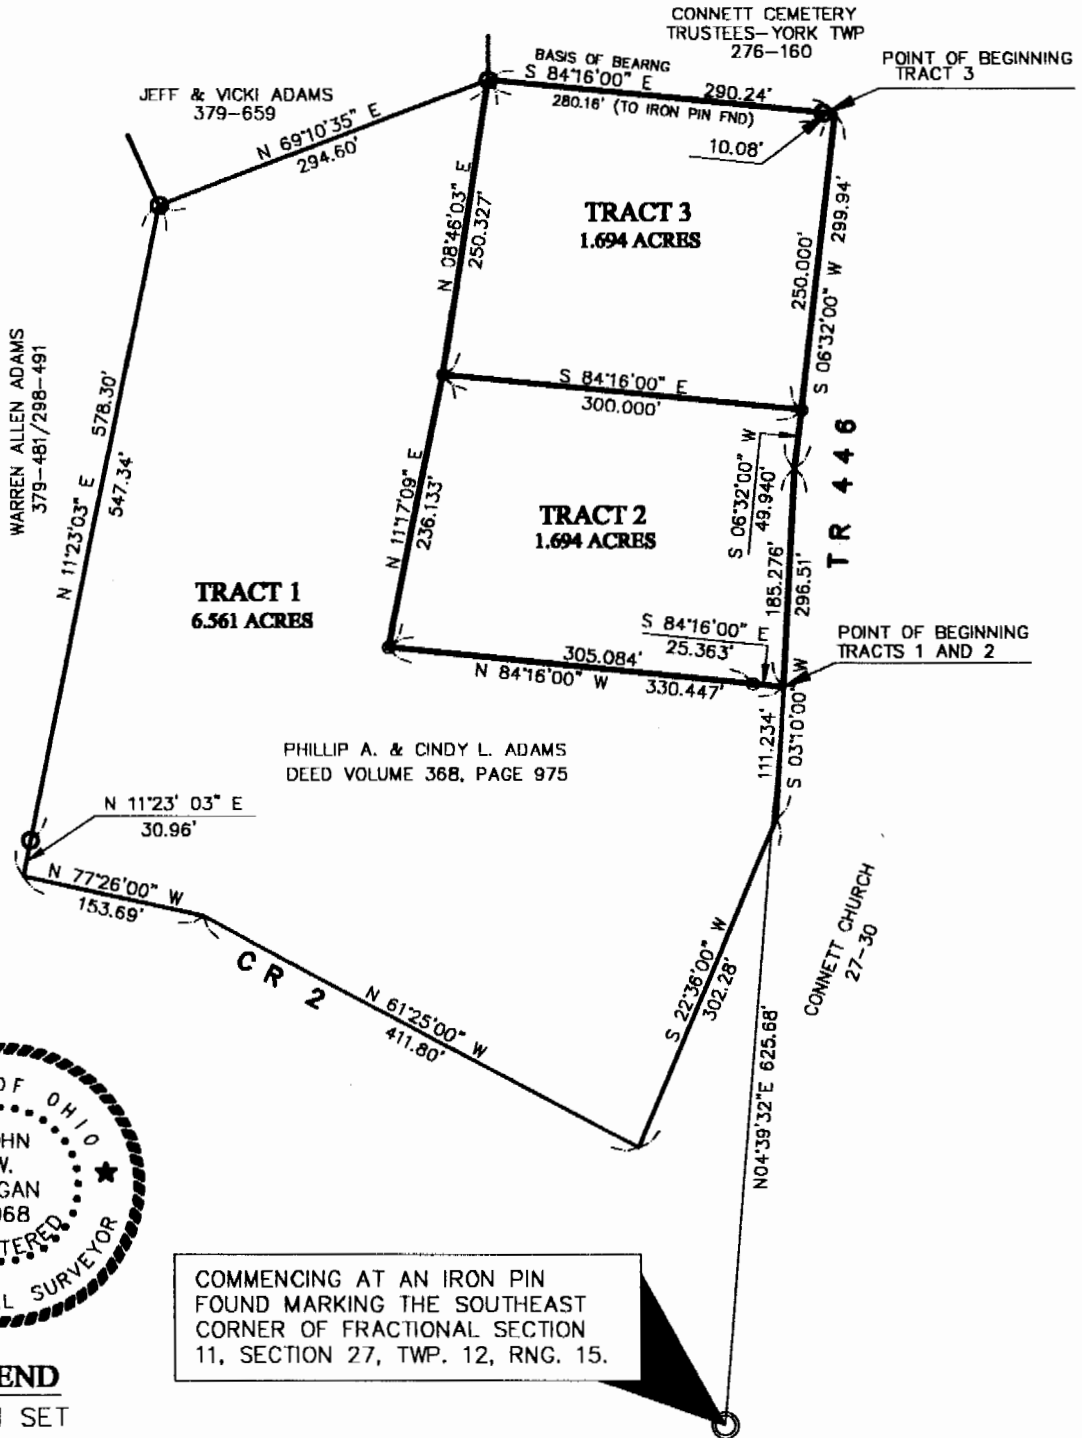 CONNETT CEMETERY
TRUSTEES-YORK TWP
276-160
POINT OF BEGINNING
TRACT 3
BASIS OF BEARNG
S 84°16'00" E
290.24'
280.16' (TO IRON PIN FND)
10.08'
JEFF & VICKI ADAMS
379-659
N 69°10'35" E
294.60'
N 08°46'03" E
250.327'
TRACT 3
1.694 ACRES
299.94'
250.000'
S 06°32'00" W
WARREN ALLEN ADAMS
379-481/298-491
578.30'
N 11°23'03" E
547.34'
S 84°16'00" E
300.000'
TR 446
S 06°32'00" W
49.940'
N 11°17'09" E
236.133'
TRACT 2
1.694 ACRES
185.276'
296.51'
TRACT 1
6.561 ACRES
S 84°16'00" E
25.363'
POINT OF BEGINNING
TRACTS 1 AND 2
305.084'
N 84°16'00" W
330.447'
111.234'
S 03°10'00" W
PHILLIP A. & CINDY L. ADAMS
DEED VOLUME 368, PAGE 975
N 11°23' 03" E
30.96'
N 77°26'00" W
153.69'
CR 2
N 61°25'00" W
411.80'
S 22°36'00" W
302.28'
CONNETT CHURCH
27-30
N04°39'32"E 625.68'
OF OHIO
OHN
W.
GAN
068
TERED
L SURVEYOR
COMMENCING AT AN IRON PIN
FOUND MARKING THE SOUTHEAST
CORNER OF FRACTIONAL SECTION
11, SECTION 27, TWP. 12, RNG. 15.
END
SET